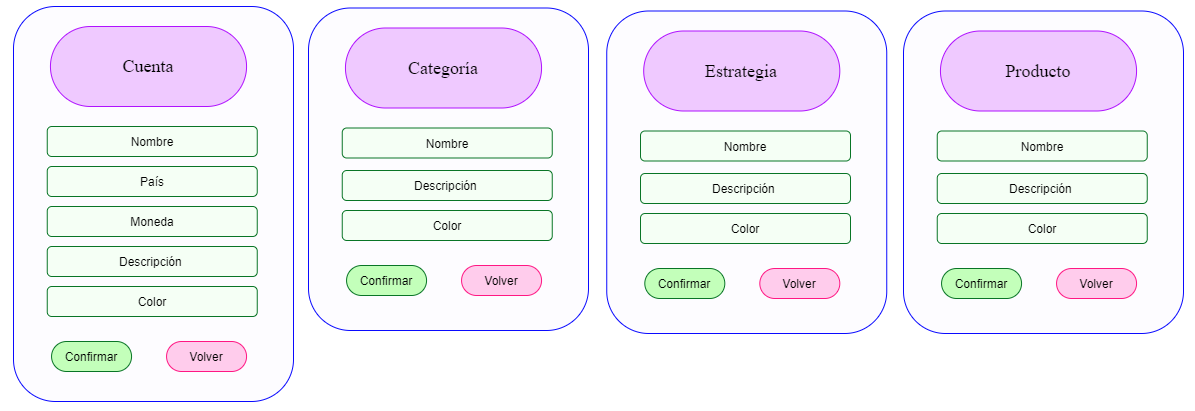 Cuenta
Nombre
País
Moneda
Descripción
Color
Confirmar
Volver
Categoría
Nombre
Descripción
Color
Confirmar
Volver
Estrategia
Nombre
Descripción
Color
Confirmar
Volver
Producto
Nombre
Descripción
Color
Confirmar
Volver